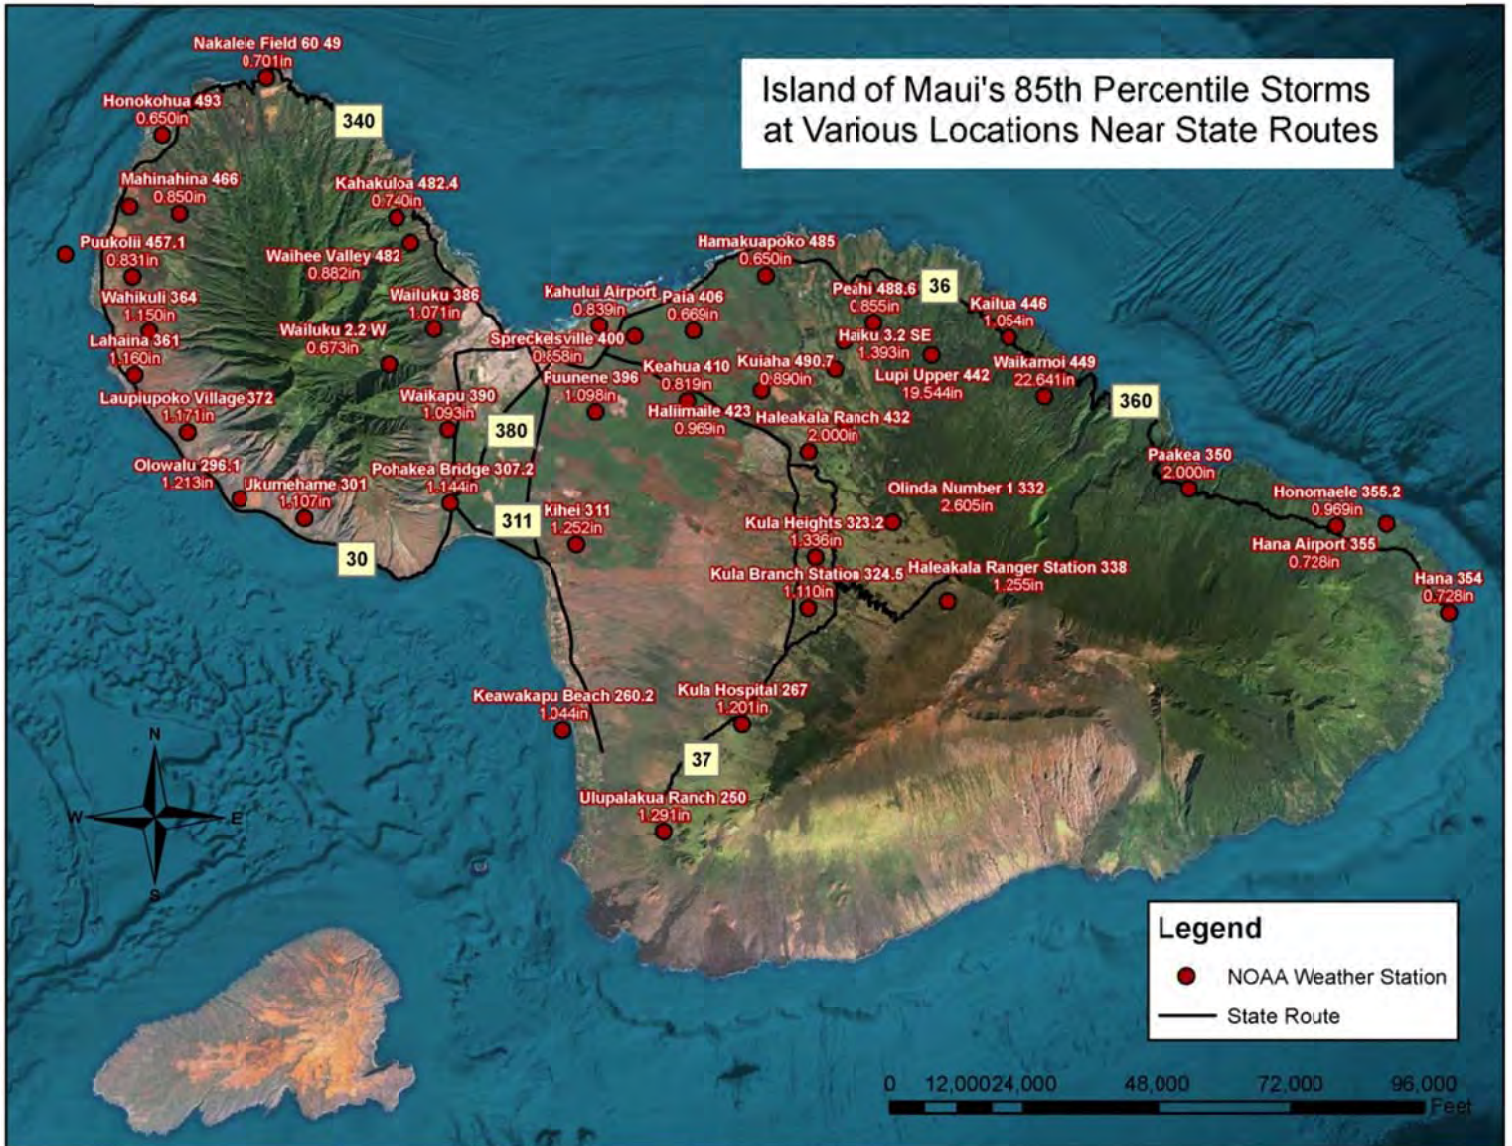 Island of Maui's 85th Percentile Storms
at Various Locations Near State Routes
Nakalele Field 60 49
0.701in
Honokohua 493
0.650in
340
Mahinahina 466
0.850in
Kahakuloa 482.4
0.740in
Puukolii 457.1
0.831in
Waihee Valley 482
0.882in
Wahikuli 364
1.150in
Wailuku 386
1.071in
Lahaina 361
1.160in
Wailuku 2.2 W
0.673in
Laupiupoko Village 372
1.171in
Waikapu 390
1.093in
Olowalu 296.1
1.213in
Ukumehame 301
1.107in
Pohakea Bridge 307.2
1.144in
30
380
311
Kahului Airport
0.839in
Spreckelsville 400
0.858in
Puunene 396
1.098in
Paia 406
0.669in
Hamakuapoko 485
0.650in
Keahua 410
0.819in
Haliimaile 423
0.969in
Kuiaha 490.7
0.890in
Peahi 488.6
0.855in
36
Haiku 3.2 SE
1.393in
Kailua 446
1.054in
Lupi Upper 442
19.544in
Waikamoi 449
22.641in
360
Haleakala Ranch 432
2.000in
Paakea 350
2.000in
Honomaele 355.2
0.969in
Hana Airport 355
0.728in
Hana 354
0.728in
Kihei 311
1.252in
Olinda Number 1 332
2.605in
Kula Heights 323.2
1.336in
Kula Branch Station 324.5
1.110in
Haleakala Ranger Station 338
1.255in
Keawakapu Beach 260.2
1.044in
Kula Hospital 267
1.201in
37
Ulupalakua Ranch 250
1.291in
N
W
E
S
Legend
NOAA Weather Station
State Route
0 12,000 24,000 48,000 72,000 96,000
Feet